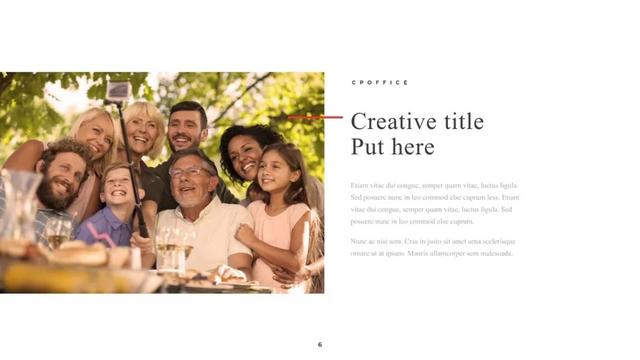 CPOFFICE
Creative title
Put here
Etiam vitae dui congue, semper quam vitae, luctus ligula.
Sed posuere nunc in leo commod else cuprum less. Etiam
vitae dui congue, semper quam vitae, luctus ligula. Sed
posuere nunc in leo commod else cuprum.
Nunc ac nisi sem. Cras in justo sit amet urna scelerisque
ornare ut at ipsum. Mauris ullamcorper sem malesuada.
6